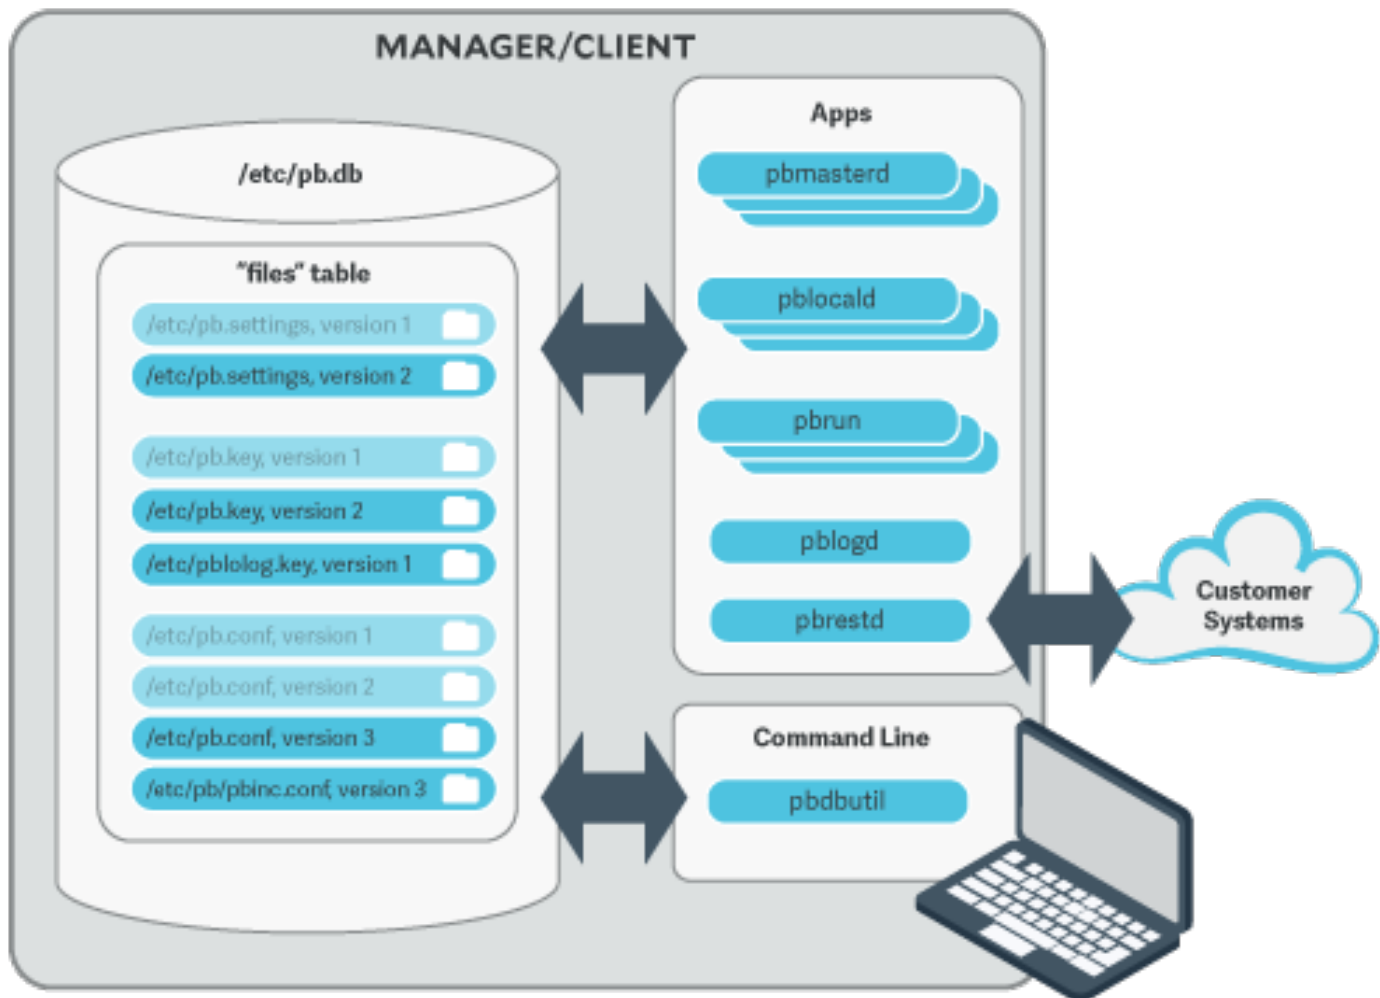 MANAGER/CLIENT
/etc/pb.db
"files" table
/etc/pb.settings, version 1
/etc/pb.settings, version 2
/etc/pb.key, version 1
/etc/pb.key, version 2
/etc/pblolog.key, version 1
/etc/pb.conf, version 1
/etc/pb.conf, version 2
/etc/pb.conf, version 3
/etc/pb/pbinc.conf, version 3
Apps
pbmasterd
pblocald
pbrun
pblogd
pbrestd
Command Line
pbdbutil
Customer
Systems